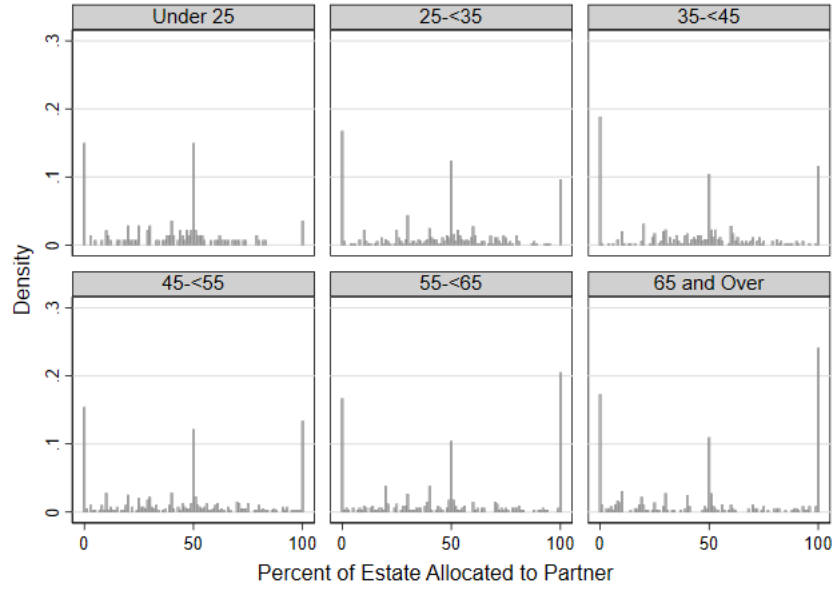 Under 25 25-<35 35-<45
.3
.2
.1
0
45-<55 55-<65 65 and Over
.3
.2
.1
0
Density
0 50 100 0 50 100 0 50 100
Percent of Estate Allocated to Partner